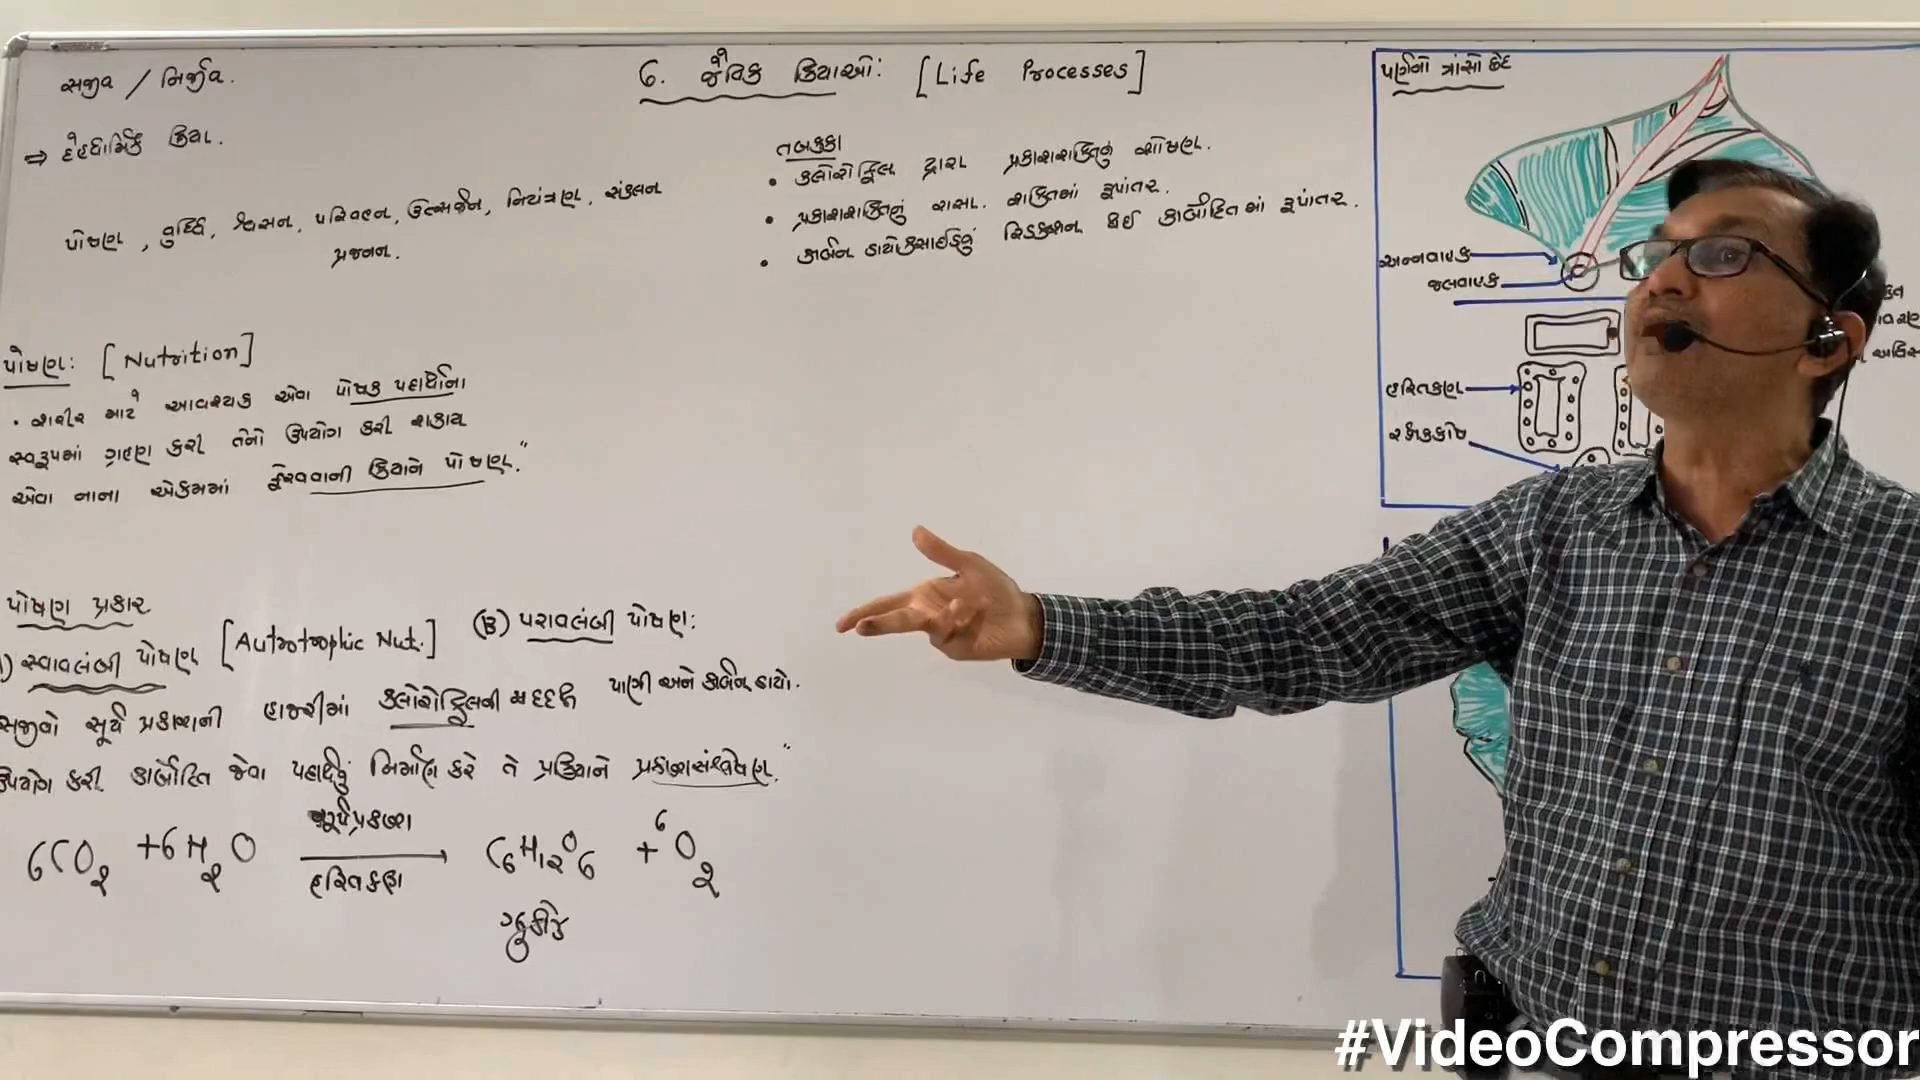 સજીવ / નિર્જીવ.
⇒ દેહધાર્મિક ક્રિયા.
પોષણ, વૃદ્ધિ, શ્વસન, પરિવહન, ઉત્સર્જન, નિયંત્રણ, સંકલન
પ્રજનન.
પોષણ: [Nutrition]
• શરીર માટે આવશ્યક એવા પોષક પદાર્થોના
સ્વરૂપમાં ગ્રહણ કરી તેનો ઉપયોગ કરી શકાય
એવા નાના એકમમાં ફેરવવાની ક્રિયાને પોષણ."
પોષણ પ્રકાર
) સ્વાવલંબી પોષણ [Autotrophic Nut.]
(B) પરાવલંબી પોષણ:
સજીવો સૂર્ય પ્રકાશની હાજરીમાં ક્લોરોફિલની મદદથી પાણી અને કાર્બન ડાયો.
ઉપયોગ કરી કાર્બોદિત જેવા પદાર્થનું નિર્માણ કરે તે પ્રક્રિયાને પ્રકાશસંશ્લેષણ."
6CO2 + 6H2O સૂર્યપ્રકાશ → હરિતકણ C6H12O6 + 6O2
ગ્લુકોઝ
6. જૈવિક ક્રિયાઓ: [Life Processes]
તબક્કા
• ક્લોરોફિલ દ્વારા પ્રકાશશક્તિનું શોષણ.
• પ્રકાશશક્તિનું રાસા. શક્તિમાં રૂપાંતર.
• કાર્બન ડાયોક્સાઈડનું રિડક્શન થઈ કાર્બોદિતમાં રૂપાંતર.
પર્ણનો ત્રાંસો છેદ
અન્નવાહક
જલવાહક
હરિતકણ
રક્ષકકોષ
#VideoCompressor